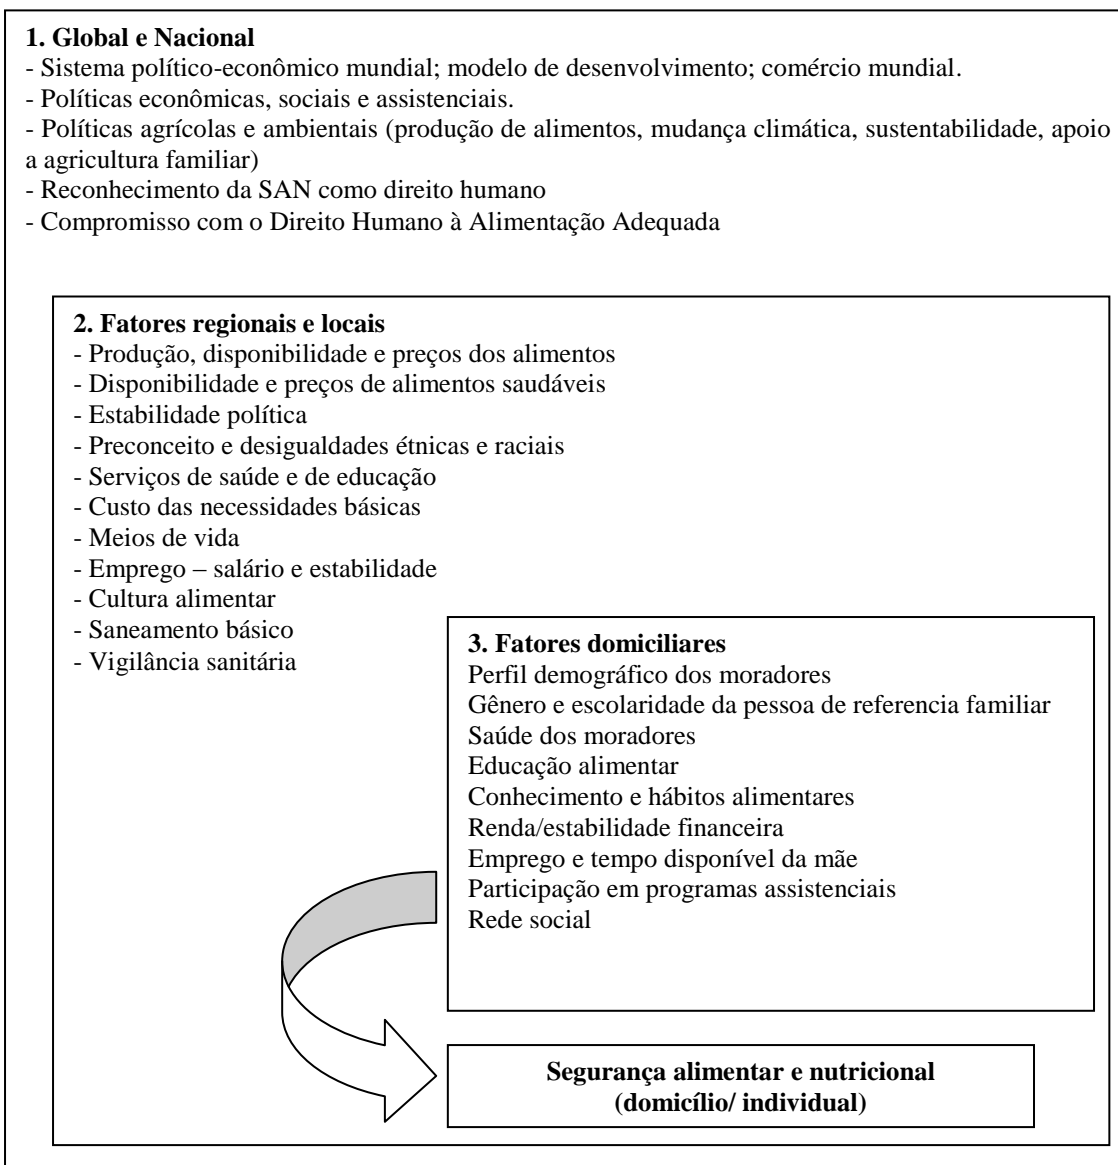 1. Global e Nacional
- Sistema político-econômico mundial; modelo de desenvolvimento; comércio mundial.
- Políticas econômicas, sociais e assistenciais.
- Políticas agrícolas e ambientais (produção de alimentos, mudança climática, sustentabilidade, apoio
a agricultura familiar)
- Reconhecimento da SAN como direito humano
- Compromisso com o Direito Humano à Alimentação Adequada
2. Fatores regionais e locais
- Produção, disponibilidade e preços dos alimentos
- Disponibilidade e preços de alimentos saudáveis
- Estabilidade política
- Preconceito e desigualdades étnicas e raciais
- Serviços de saúde e de educação
- Custo das necessidades básicas
- Meios de vida
- Emprego – salário e estabilidade
- Cultura alimentar
- Saneamento básico
- Vigilância sanitária
3. Fatores domiciliares
Perfil demográfico dos moradores
Gênero e escolaridade da pessoa de referencia familiar
Saúde dos moradores
Educação alimentar
Conhecimento e hábitos alimentares
Renda/estabilidade financeira
Emprego e tempo disponível da mãe
Participação em programas assistenciais
Rede social
Segurança alimentar e nutricional
(domicílio/ individual)